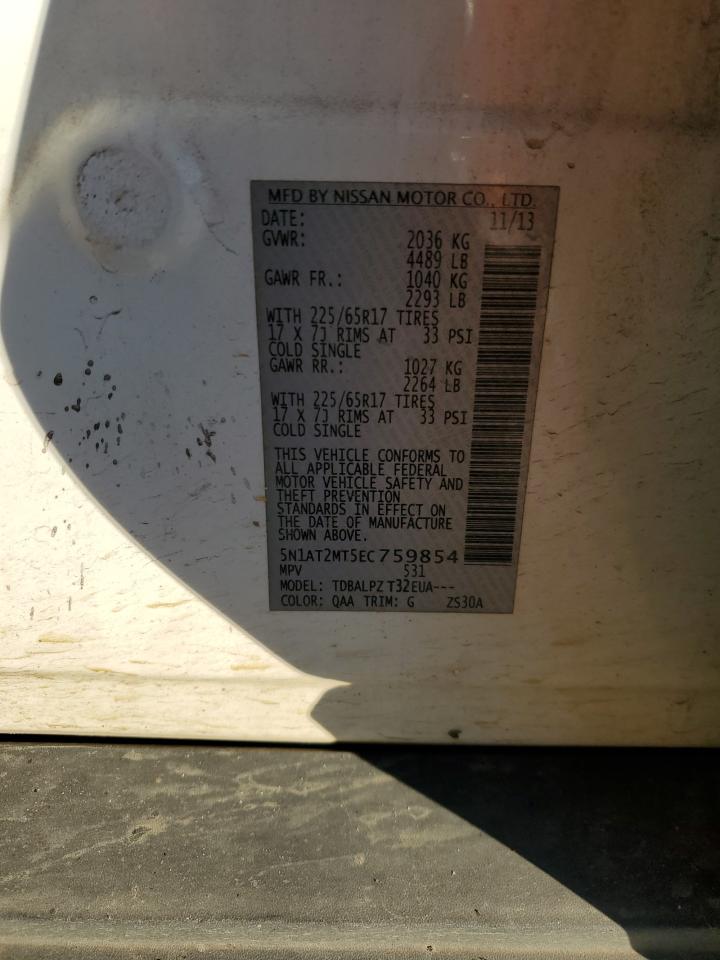 MFD BY NISSAN MOTOR CO., LTD.
DATE: 11/13
GVWR: 2036 KG
4489 LB
GAWR FR.: 1040 KG
2293 LB
WITH 225/65R17 TIRES
17 X 7J RIMS AT 33 PSI
COLD SINGLE
GAWR RR.: 1027 KG
2264 LB
WITH 225/65R17 TIRES
17 X 7J RIMS AT 33 PSI
COLD SINGLE
THIS VEHICLE CONFORMS TO
ALL APPLICABLE FEDERAL
MOTOR VEHICLE SAFETY AND
THEFT PREVENTION
STANDARDS IN EFFECT ON
THE DATE OF MANUFACTURE
SHOWN ABOVE.
5N1AT2MT5EC759854
MPV 531
MODEL: TDBALPZ T32EUA---
COLOR: QAA TRIM: G ZS30A